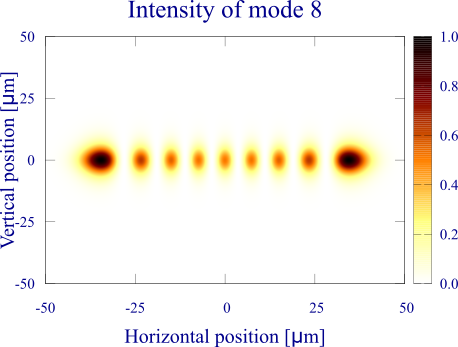 Intensity of mode 8
50
25
0
-25
-50
Vertical position [μm]
-50 -25 0 25 50
Horizontal position [μm]
1.0
0.8
0.6
0.4
0.2
0.0